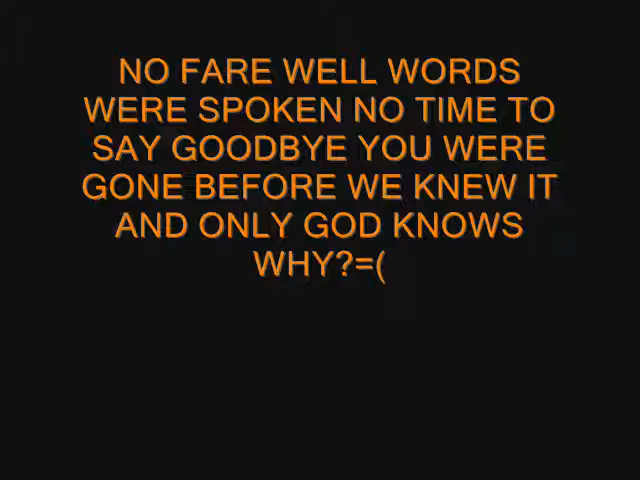 NO FARE WELL WORDS
WERE SPOKEN NO TIME TO
SAY GOODBYE YOU WERE
GONE BEFORE WE KNEW IT
AND ONLY GOD KNOWS
WHY?=(